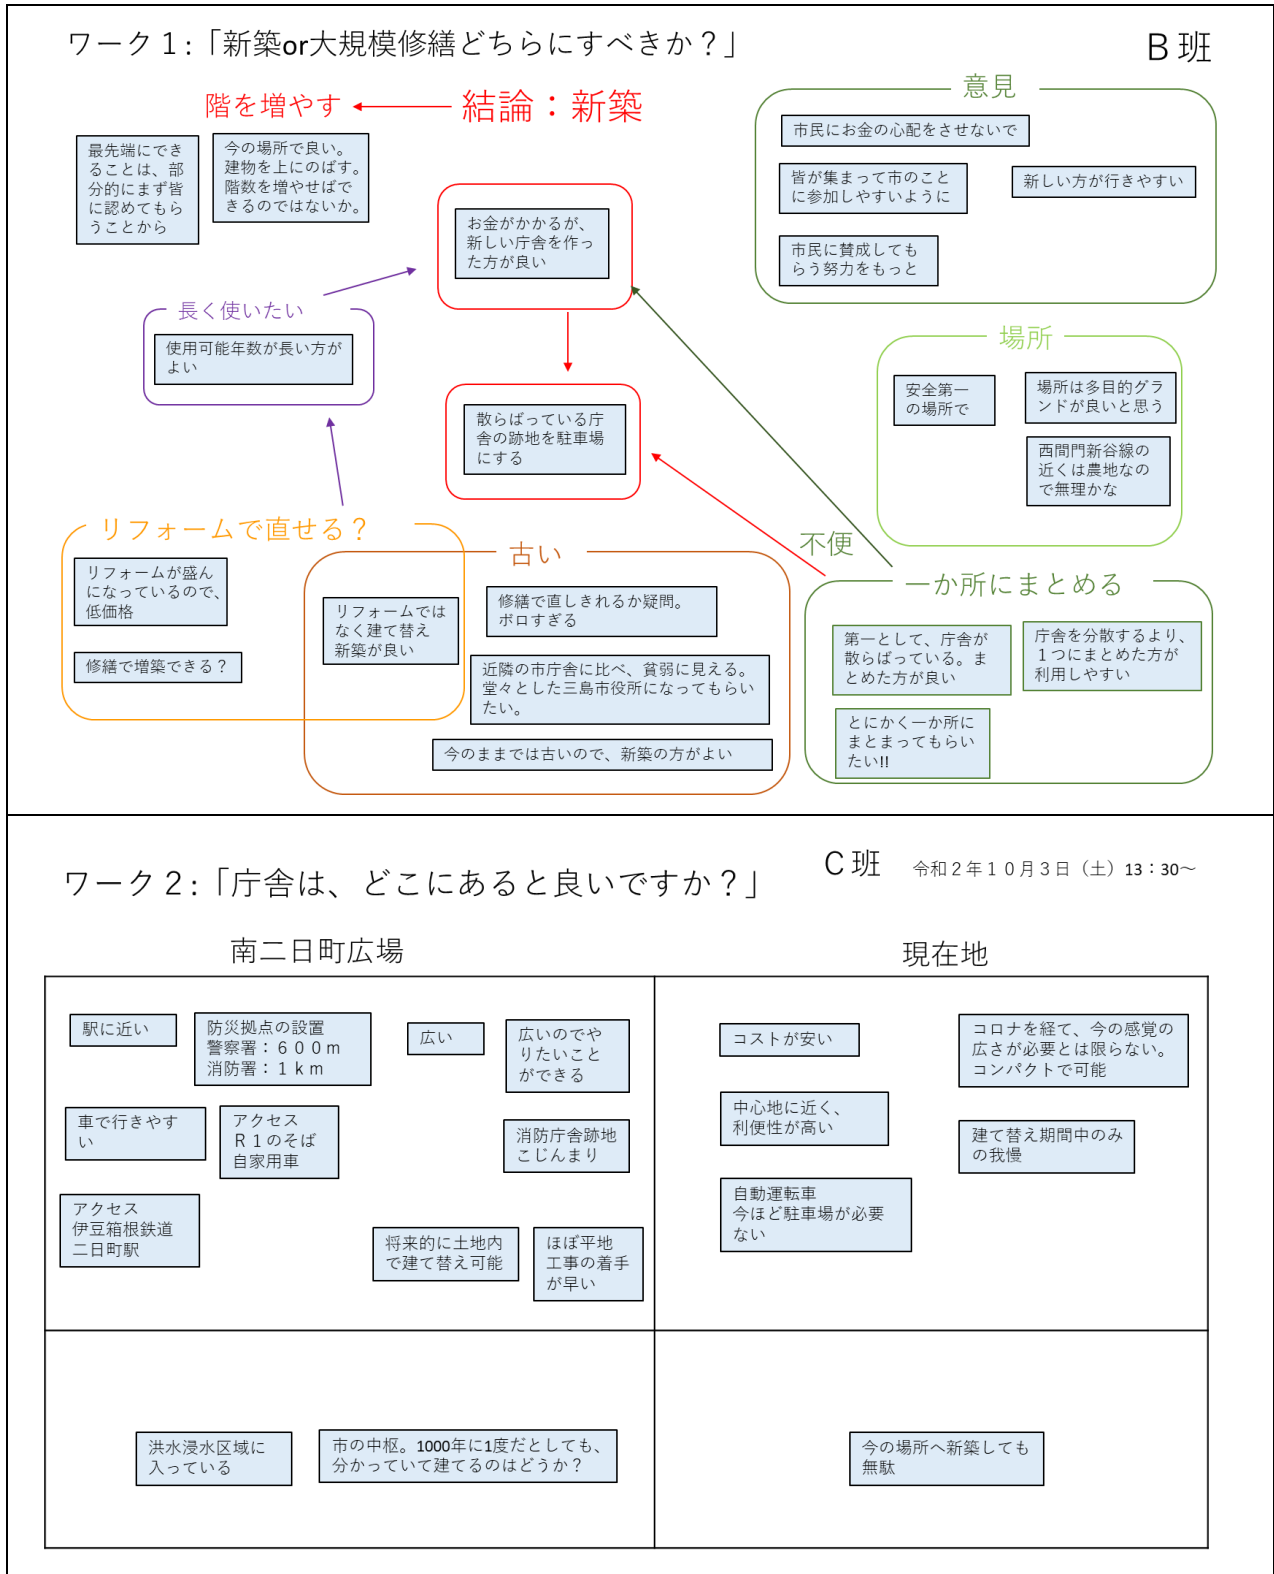 ワーク１:「新築or大規模修繕どちらにすべきか？」
Ｂ班
階を増やす
結論：新築
最先端にでき
ることは、部
分的にまず皆
に認めてもら
うことから
今の場所で良い。
建物を上にのばす。
階数を増やせばで
きるのではないか。
お金がかかるが、
新しい庁舎を作っ
た方が良い
意見
市民にお金の心配をさせないで
皆が集まって市のこと
に参加しやすいように
新しい方が行きやすい
市民に賛成しても
らう努力をもっと
長く使いたい
使用可能年数が長い方が
よい
散らばっている庁
舎の跡地を駐車場
にする
場所
安全第一
の場所で
場所は多目的グラ
ンドが良いと思う
西間門新谷線の
近くは農地なの
で無理かな
リフォームで直せる？
リフォームが盛ん
になっているので、
低価格
修繕で増築できる？
古い
リフォームでは
なく建て替え
新築が良い
修繕で直しきれるか疑問。
ボロすぎる
近隣の市庁舎に比べ、貧弱に見える。
堂々とした三島市役所になってもらい
たい。
今のままでは古いので、新築の方がよい
不便
一か所にまとめる
第一として、庁舎が
散らばっている。ま
とめた方が良い
庁舎を分散するより、
１つにまとめた方が
利用しやすい
とにかく一か所に
まとまってもらい
たい!!
ワーク２:「庁舎は、どこにあると良いですか？」
Ｃ班
令和２年１０月３日（土）13：30～
南二日町広場
現在地
駅に近い
防災拠点の設置
警察署：６００ｍ
消防署：１ｋｍ
広い
広いのでや
りたいこと
ができる
車で行きやす
い
アクセス
Ｒ１のそば
自家用車
消防庁舎跡地
こじんまり
アクセス
伊豆箱根鉄道
二日町駅
将来的に土地内
で建て替え可能
ほぼ平地
工事の着手
が早い
コストが安い
コロナを経て、今の感覚の
広さが必要とは限らない。
コンパクトで可能
中心地に近く、
利便性が高い
建て替え期間中のみ
の我慢
自動運転車
今ほど駐車場が必要
ない
洪水浸水区域に
入っている
市の中枢。1000年に1度だとしても、
分かっていて建てるのはどうか？
今の場所へ新築しても
無駄